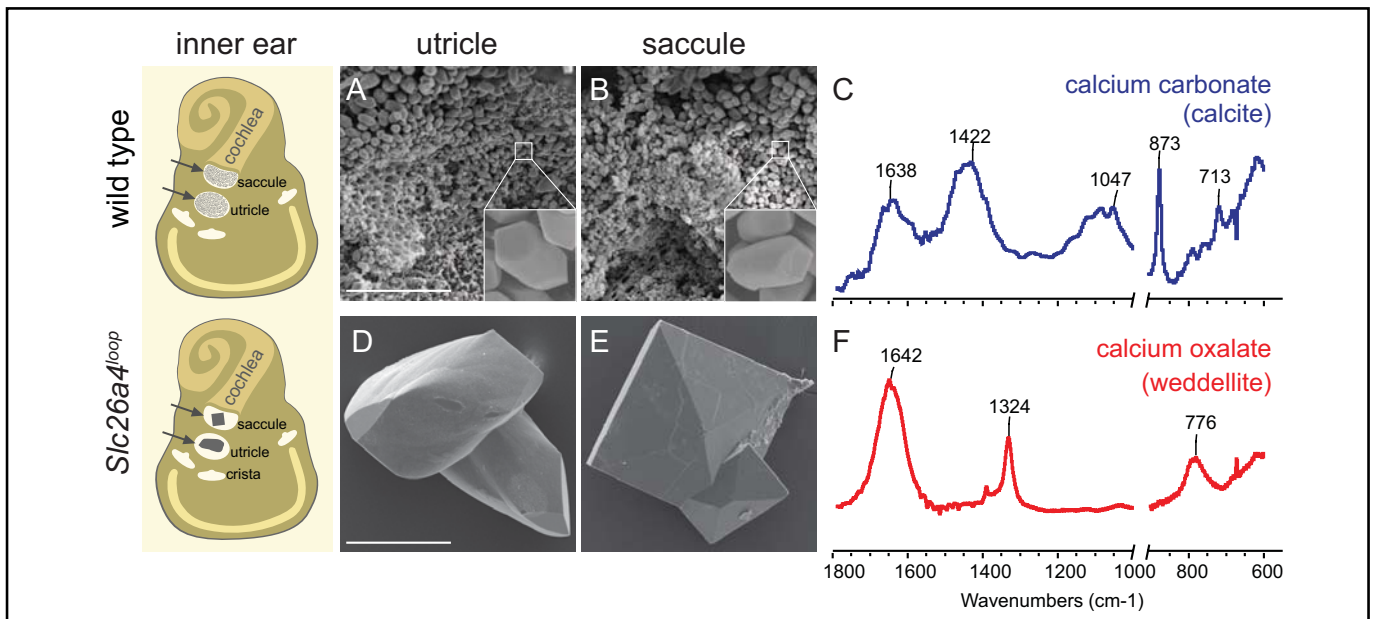 inner ear
utricle
saccule
wild type
cochlea
saccule
utricle
A
B
C
calcium carbonate
(calcite)
1638
1422
1047
873
713
Slc26a4loop
cochlea
saccule
utricle
crista
D
E
F
calcium oxalate
(weddellite)
1642
1324
776
1800 1600 1400 1000 800 600
Wavenumbers (cm-1)